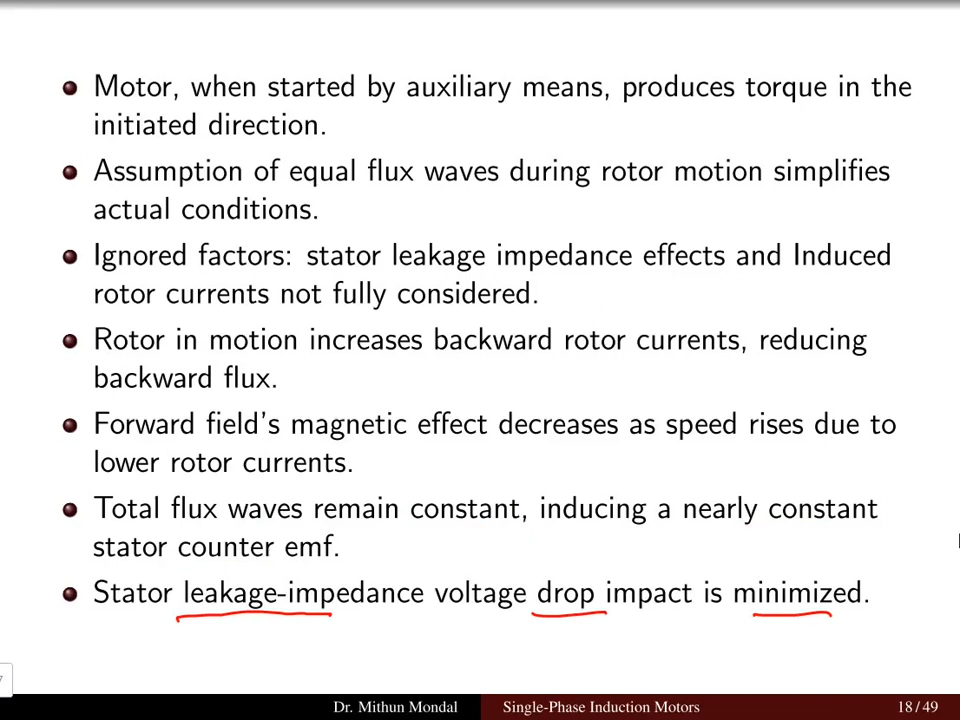 Motor, when started by auxiliary means, produces torque in the
initiated direction.
Assumption of equal flux waves during rotor motion simplifies
actual conditions.
Ignored factors: stator leakage impedance effects and Induced
rotor currents not fully considered.
Rotor in motion increases backward rotor currents, reducing
backward flux.
Forward field's magnetic effect decreases as speed rises due to
lower rotor currents.
Total flux waves remain constant, inducing a nearly constant
stator counter emf.
Stator leakage-impedance voltage drop impact is minimized.
Dr. Mithun Mondal Single-Phase Induction Motors 18 / 49